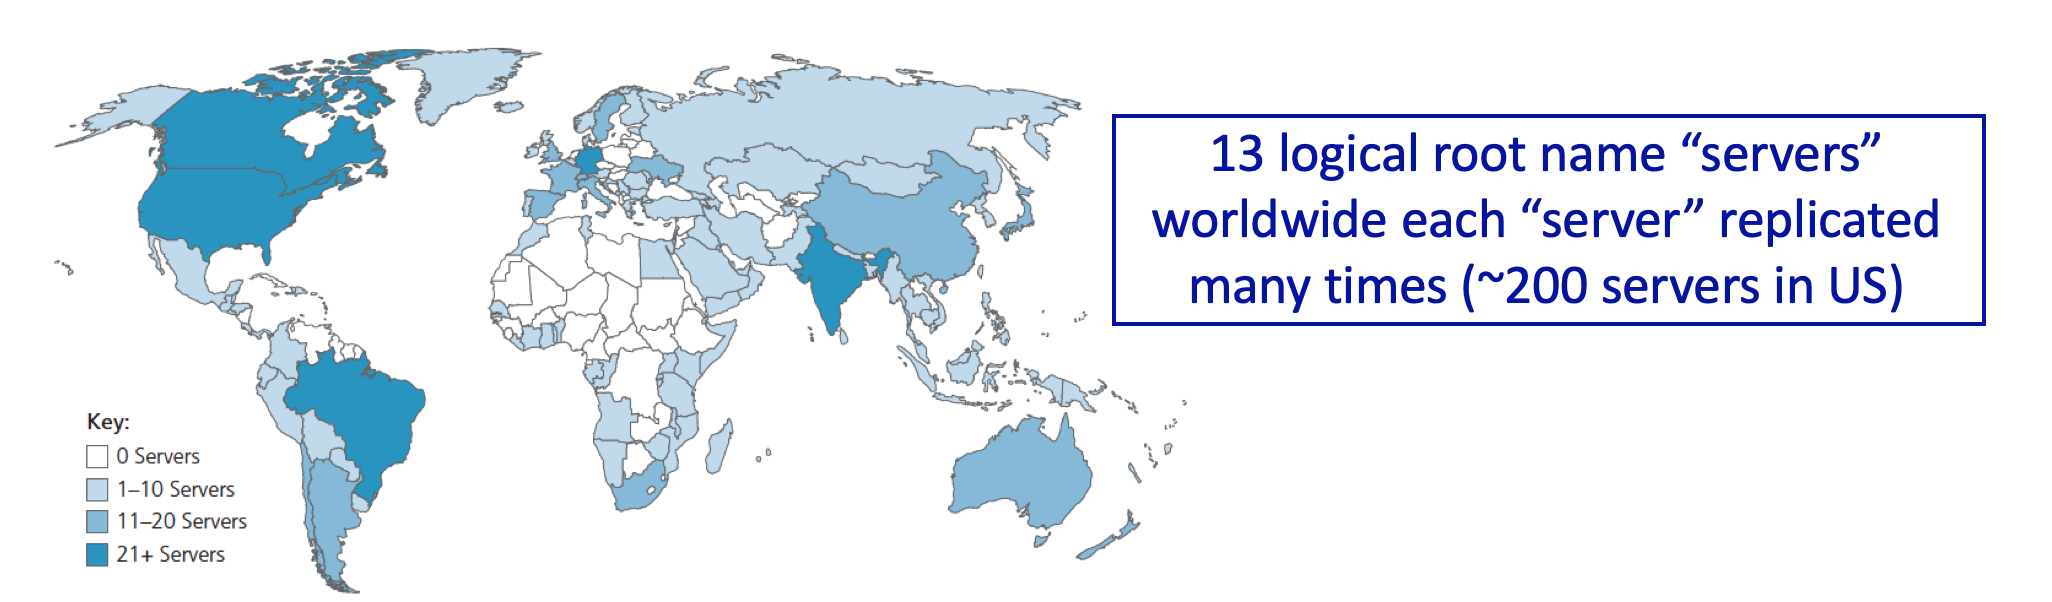 13 logical root name “servers”
worldwide each “server” replicated
many times (~200 servers in US)
Key:
0 Servers
1–10 Servers
11–20 Servers
21+ Servers